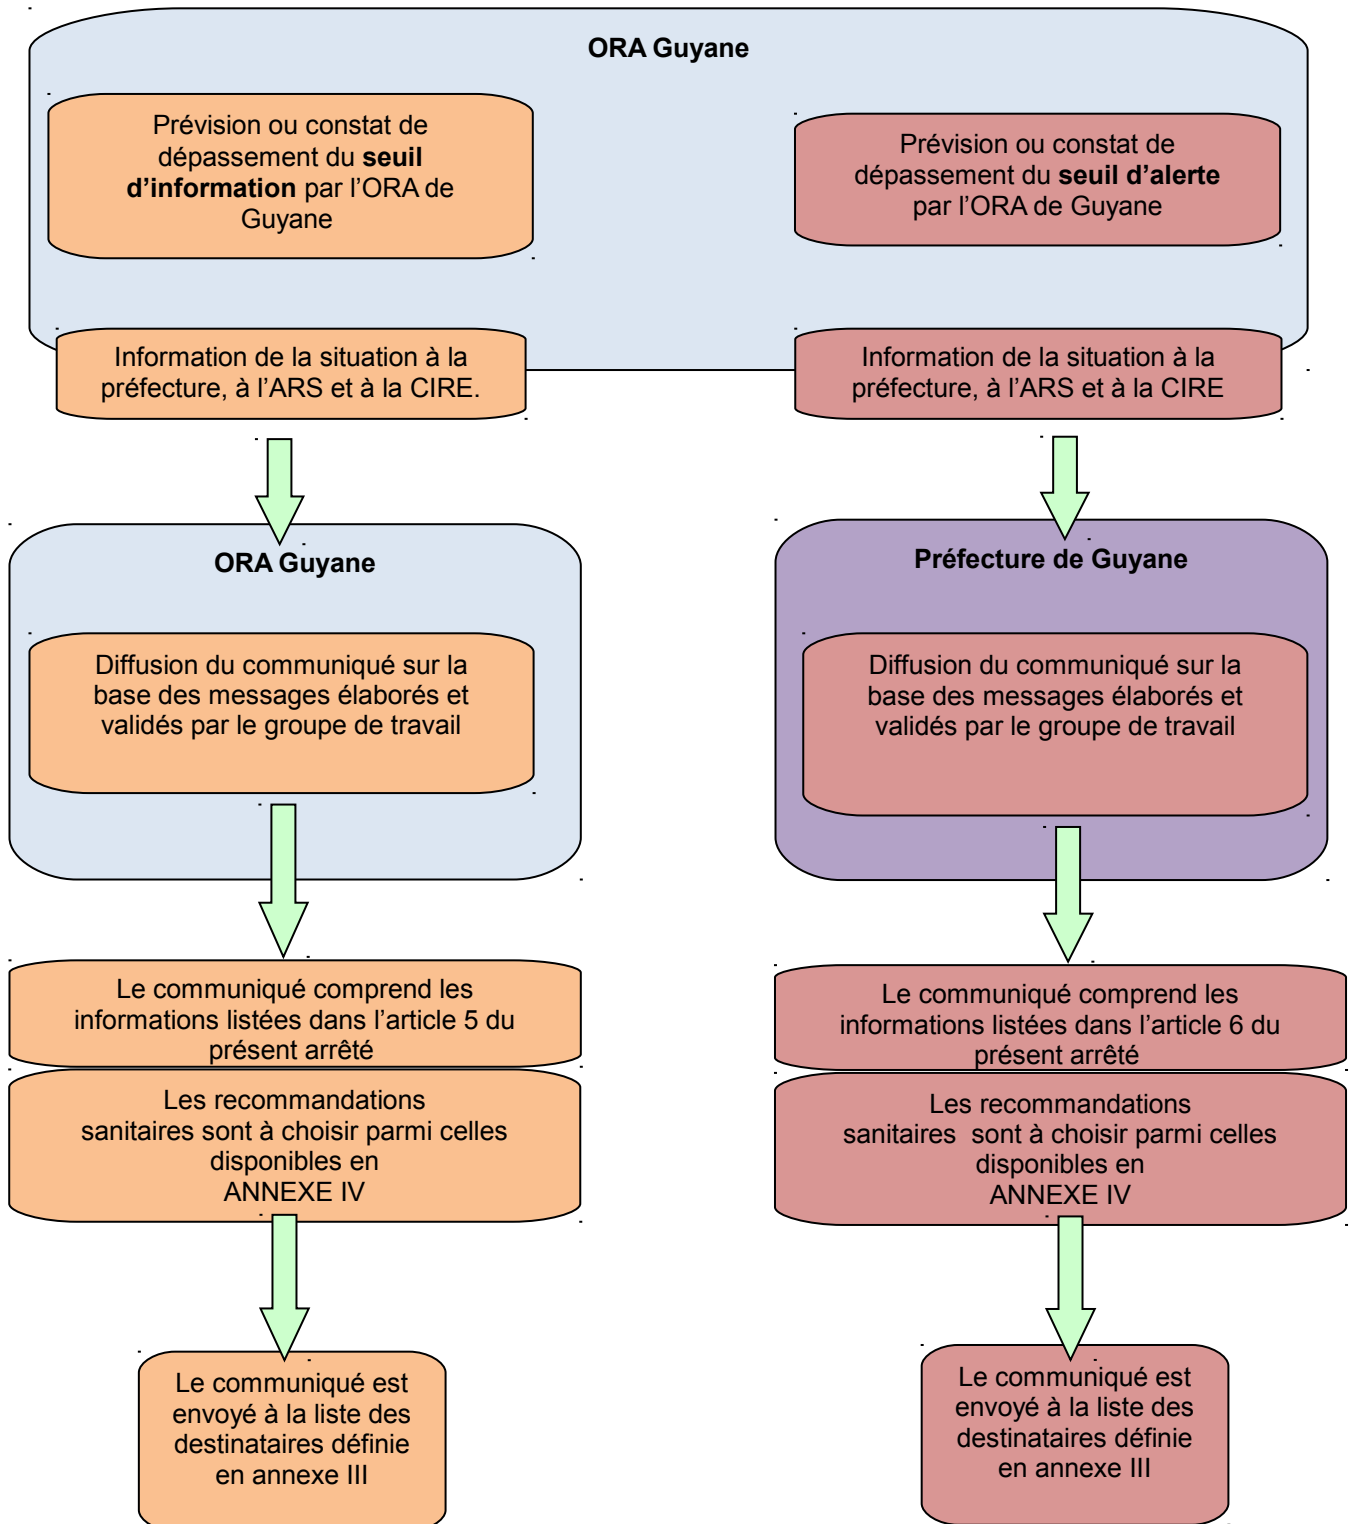 ORA Guyane
Prévision ou constat de
dépassement du seuil
d’information par l’ORA de
Guyane
Prévision ou constat de
dépassement du seuil d’alerte
par l’ORA de Guyane
Information de la situation à la
préfecture, à l’ARS et à la CIRE.
Information de la situation à la
préfecture, à l’ARS et à la CIRE
ORA Guyane
Diffusion du communiqué sur la
base des messages élaborés et
validés par le groupe de travail
Préfecture de Guyane
Diffusion du communiqué sur la
base des messages élaborés et
validés par le groupe de travail
Le communiqué comprend les
informations listées dans l’article 5 du
présent arrêté
Le communiqué comprend les
informations listées dans l’article 6 du
présent arrêté
Les recommandations
sanitaires sont à choisir parmi celles
disponibles en
ANNEXE IV
Les recommandations
sanitaires  sont à choisir parmi celles
disponibles en
ANNEXE IV
Le communiqué est
envoyé à la liste des
destinataires définie
en annexe III
Le communiqué est
envoyé à la liste des
destinataires définie
en annexe III